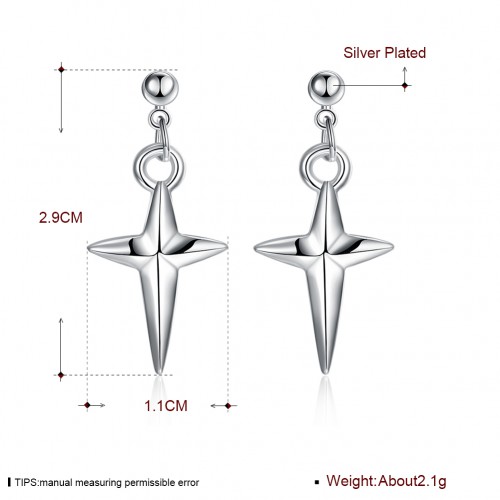 Silver Plated
2.9CM
1.1CM
TIPS:manual measuring permissible error
Weight:About2.1g